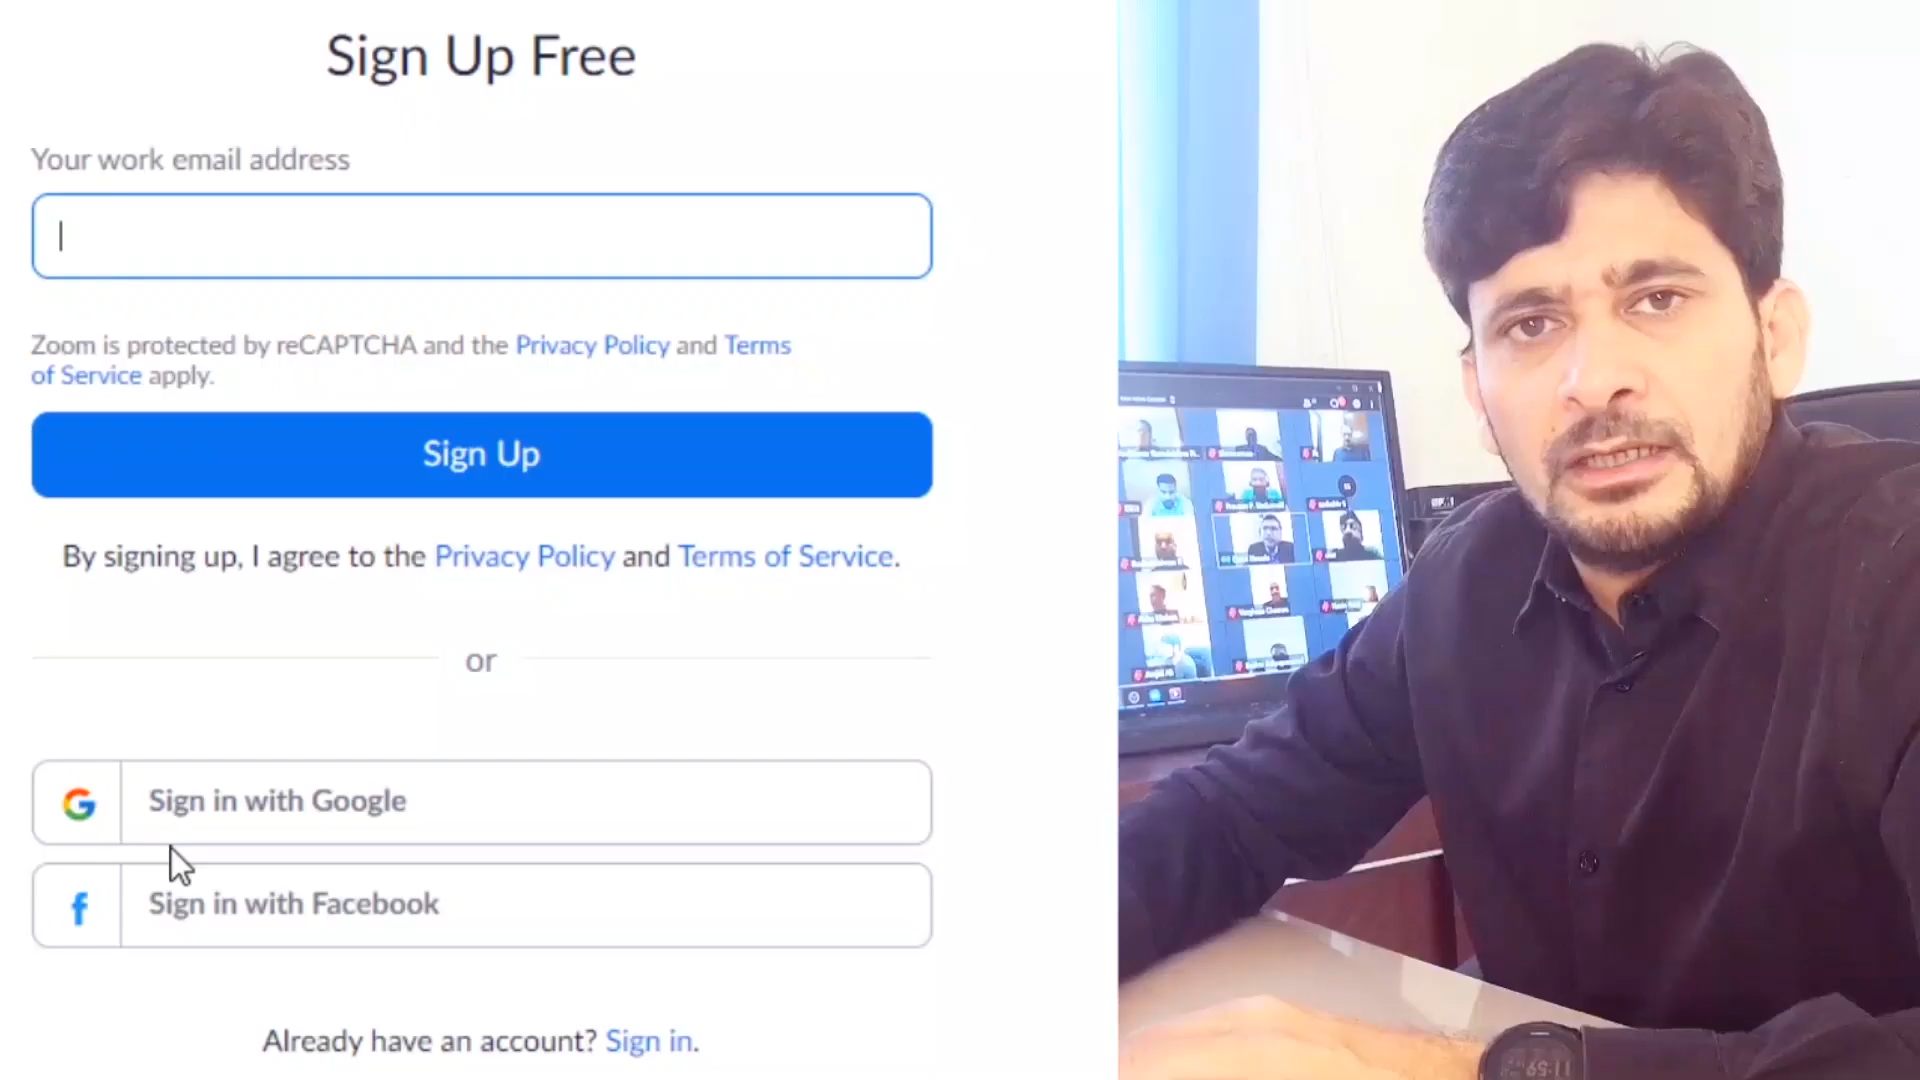 Sign Up Free
Your work email address
Zoom is protected by reCAPTCHA and the Privacy Policy and Terms
of Service apply.
Sign Up
By signing up, I agree to the Privacy Policy and Terms of Service.
or
Sign in with Google
Sign in with Facebook
Already have an account? Sign in.